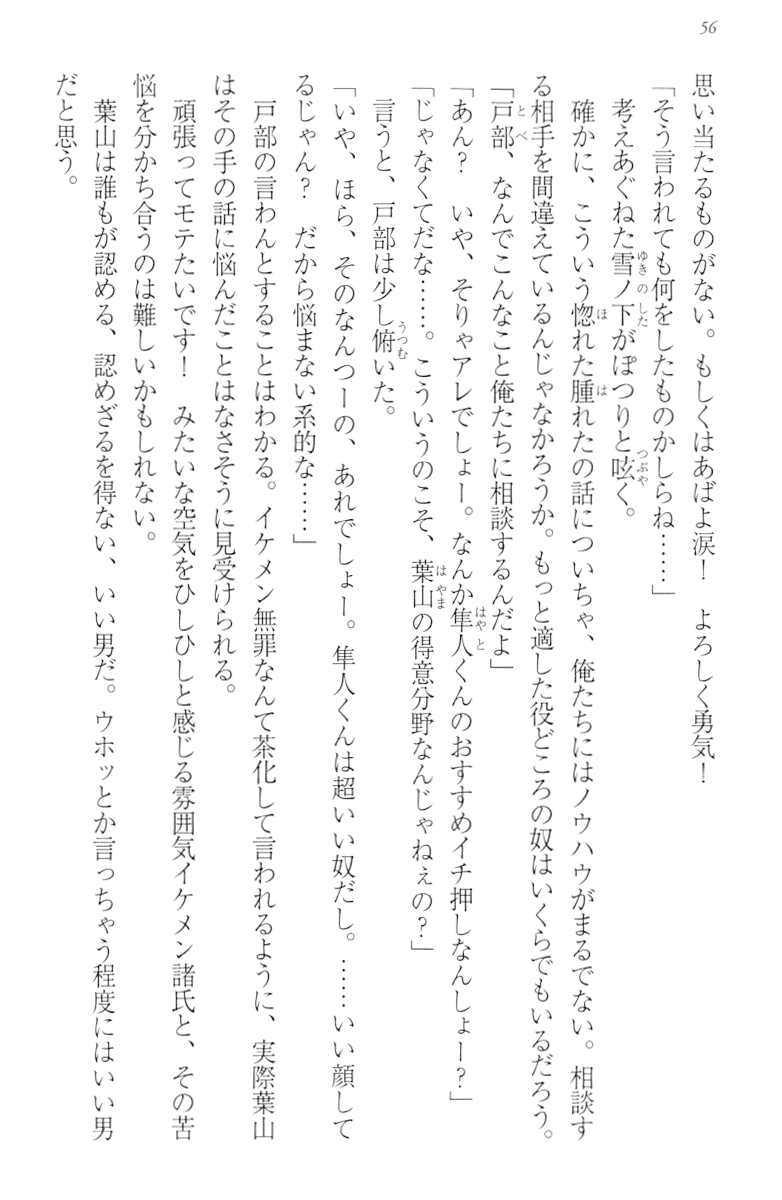 56
思い当たるものがない。もしくはあばよ涙！　よろしく勇気！
「そう言われても何をしたものかしらね……」
考えあぐねた雪ノ下がぽつりと呟く。
確かに、こういう惚れた腫れたの話についちゃ、俺たちにはノウハウがまるでない。相談す
る相手を間違えているんじゃなかろうか。もっと適した役どころの奴はいくらでもいるだろう。
「戸部、なんでこんなこと俺たちに相談するんだよ」
「あん？　いや、そりゃアレでしょー。なんか隼人くんのおすすめイチ押しなんしょー？」
「じゃなくてだな……。こういうのこそ、葉山の得意分野なんじゃねぇの？」
言うと、戸部は少し俯いた。
「いや、ほら、そのなんつーの、あれでしょー。隼人くんは超いい奴だし。……いい顔して
るじゃん？　だから悩まない系的な……」
戸部の言わんとすることはわかる。イケメン無罪なんて茶化して言われるように、実際葉山
はその手の話に悩んだことはなさそうに見受けられる。
頑張ってモテたいです！　みたいな空気をひしひしと感じる雰囲気イケメン諸氏と、その苦
悩を分かち合うのは難しいかもしれない。
葉山は誰もが認める、認めざるを得ない、いい男だ。ウホッとか言っちゃう程度にはいい男
だと思う。